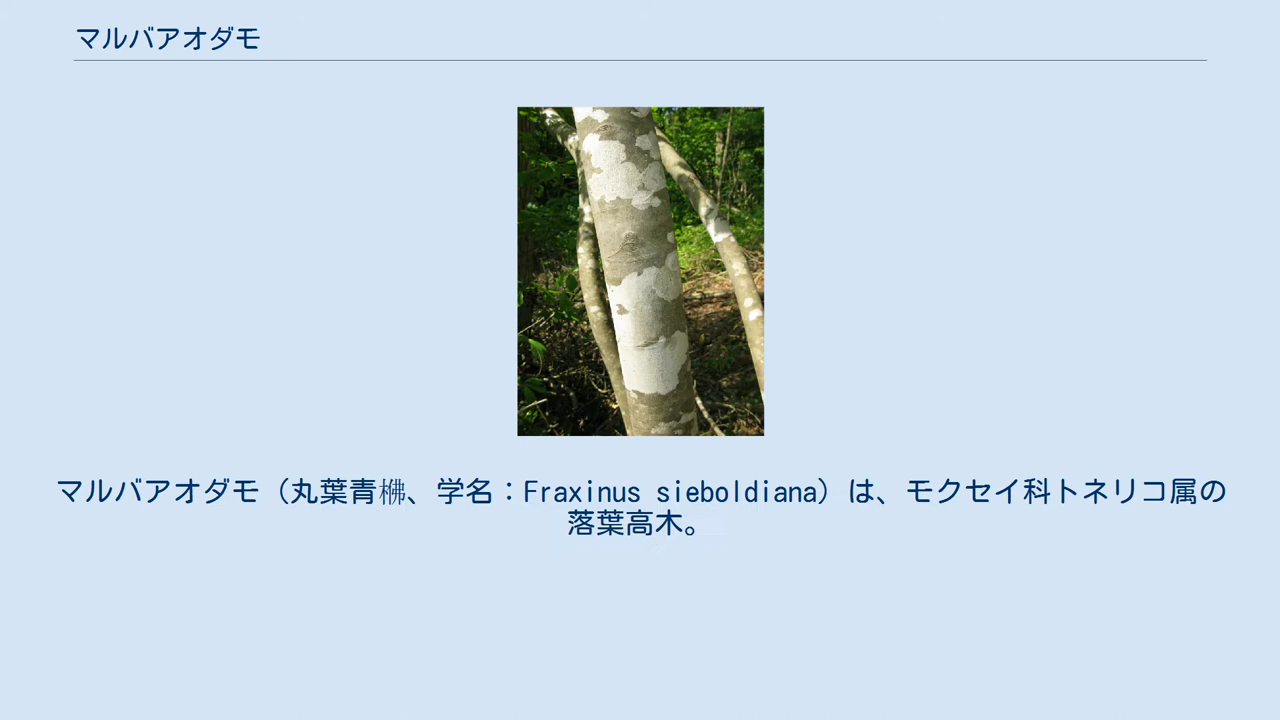 マルバアオダモ
マルバアオダモ（丸葉青梻、学名：Fraxinus sieboldiana）は、モクセイ科トネリコ属の
落葉高木。